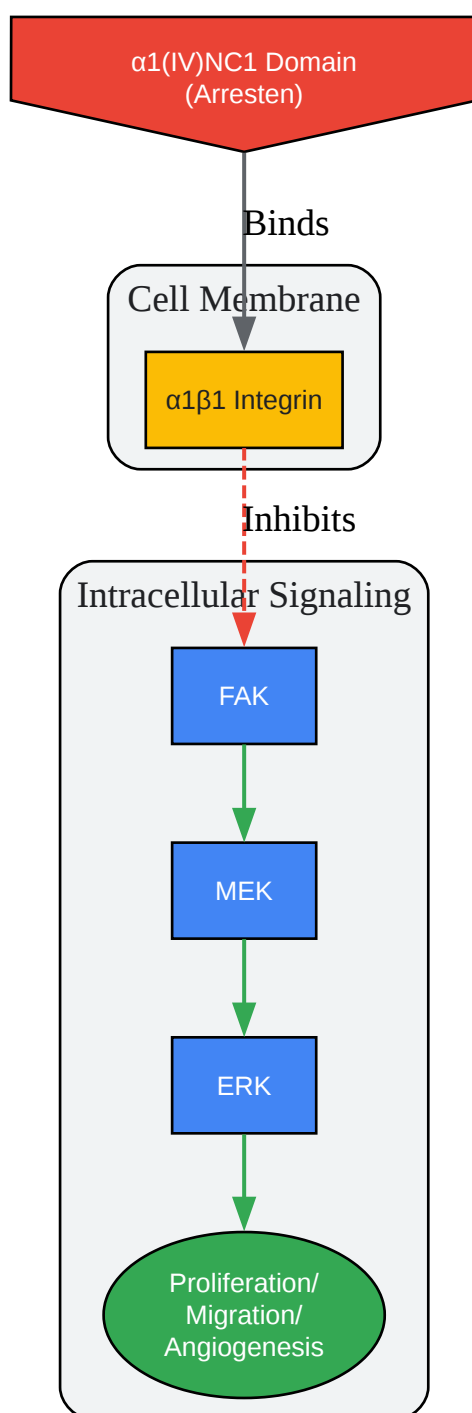 α1(IV)NC1 Domain
(Arresten)
Binds
Cell Membrane
α1β1 Integrin
Inhibits
Intracellular Signaling
FAK
MEK
ERK
Proliferation/
Migration/
Angiogenesis